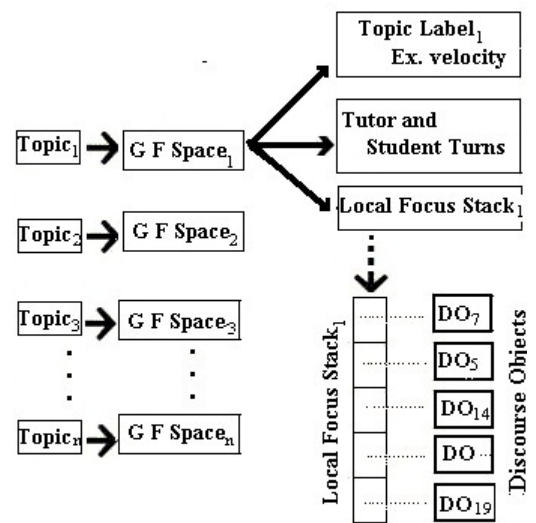 Topic Label₁
Ex. velocity
Tutor and
Student Turns
Local Focus Stack₁
Topic₁
G F Space₁
Topic₂
G F Space₂
Topic₃
G F Space₃
Topicₙ
G F Spaceₙ
Local Focus Stack₁
DO₇
DO₅
DO₁₄
DO
DO₁₉
Discourse Objects